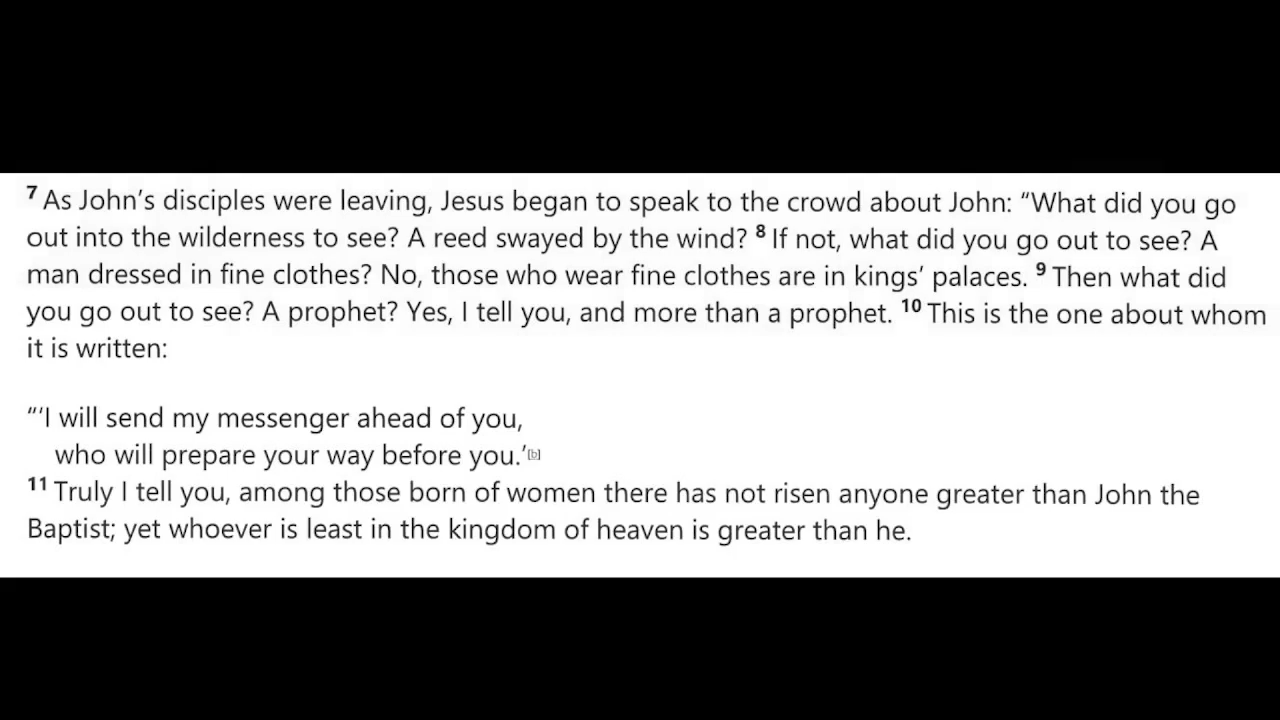 7 As John’s disciples were leaving, Jesus began to speak to the crowd about John: “What did you go
out into the wilderness to see? A reed swayed by the wind? 8 If not, what did you go out to see? A
man dressed in fine clothes? No, those who wear fine clothes are in kings’ palaces. 9 Then what did
you go out to see? A prophet? Yes, I tell you, and more than a prophet. 10 This is the one about whom
it is written:
“‘I will send my messenger ahead of you,
who will prepare your way before you.’[b]
11 Truly I tell you, among those born of women there has not risen anyone greater than John the
Baptist; yet whoever is least in the kingdom of heaven is greater than he.